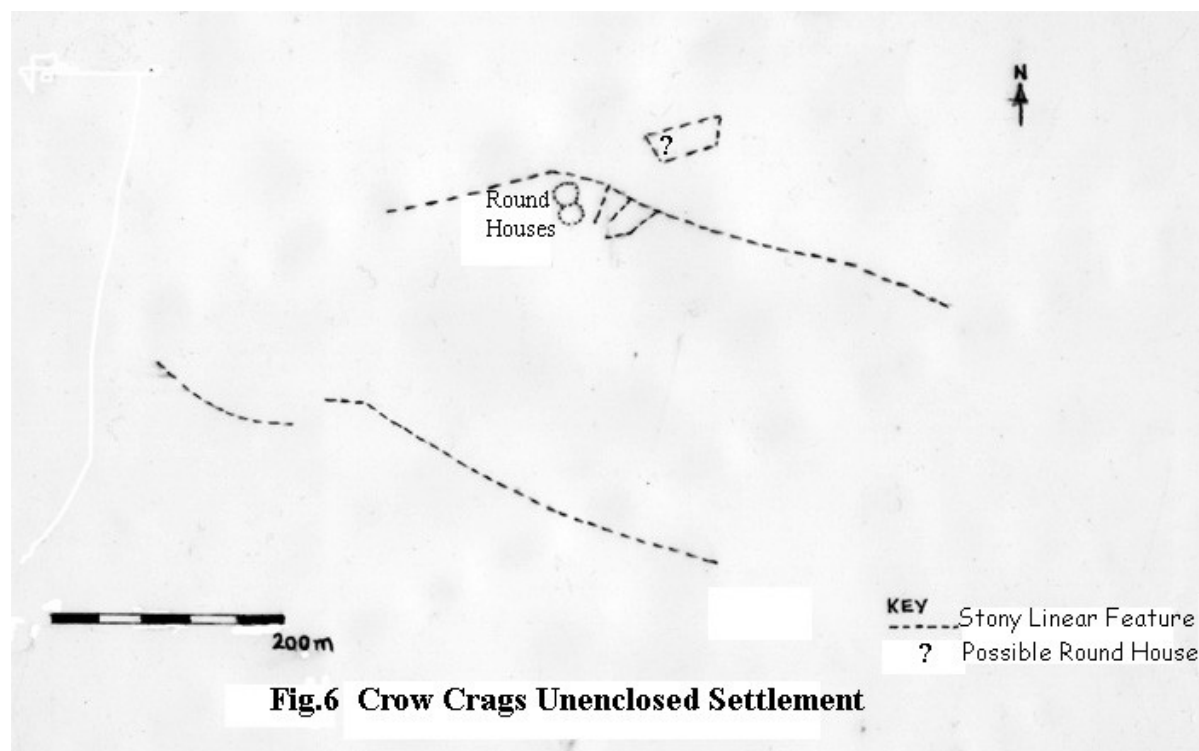 N
?
Round
Houses
200m
KEY
Stony Linear Feature
? Possible Round House
Fig.6 Crow Crags Unenclosed Settlement